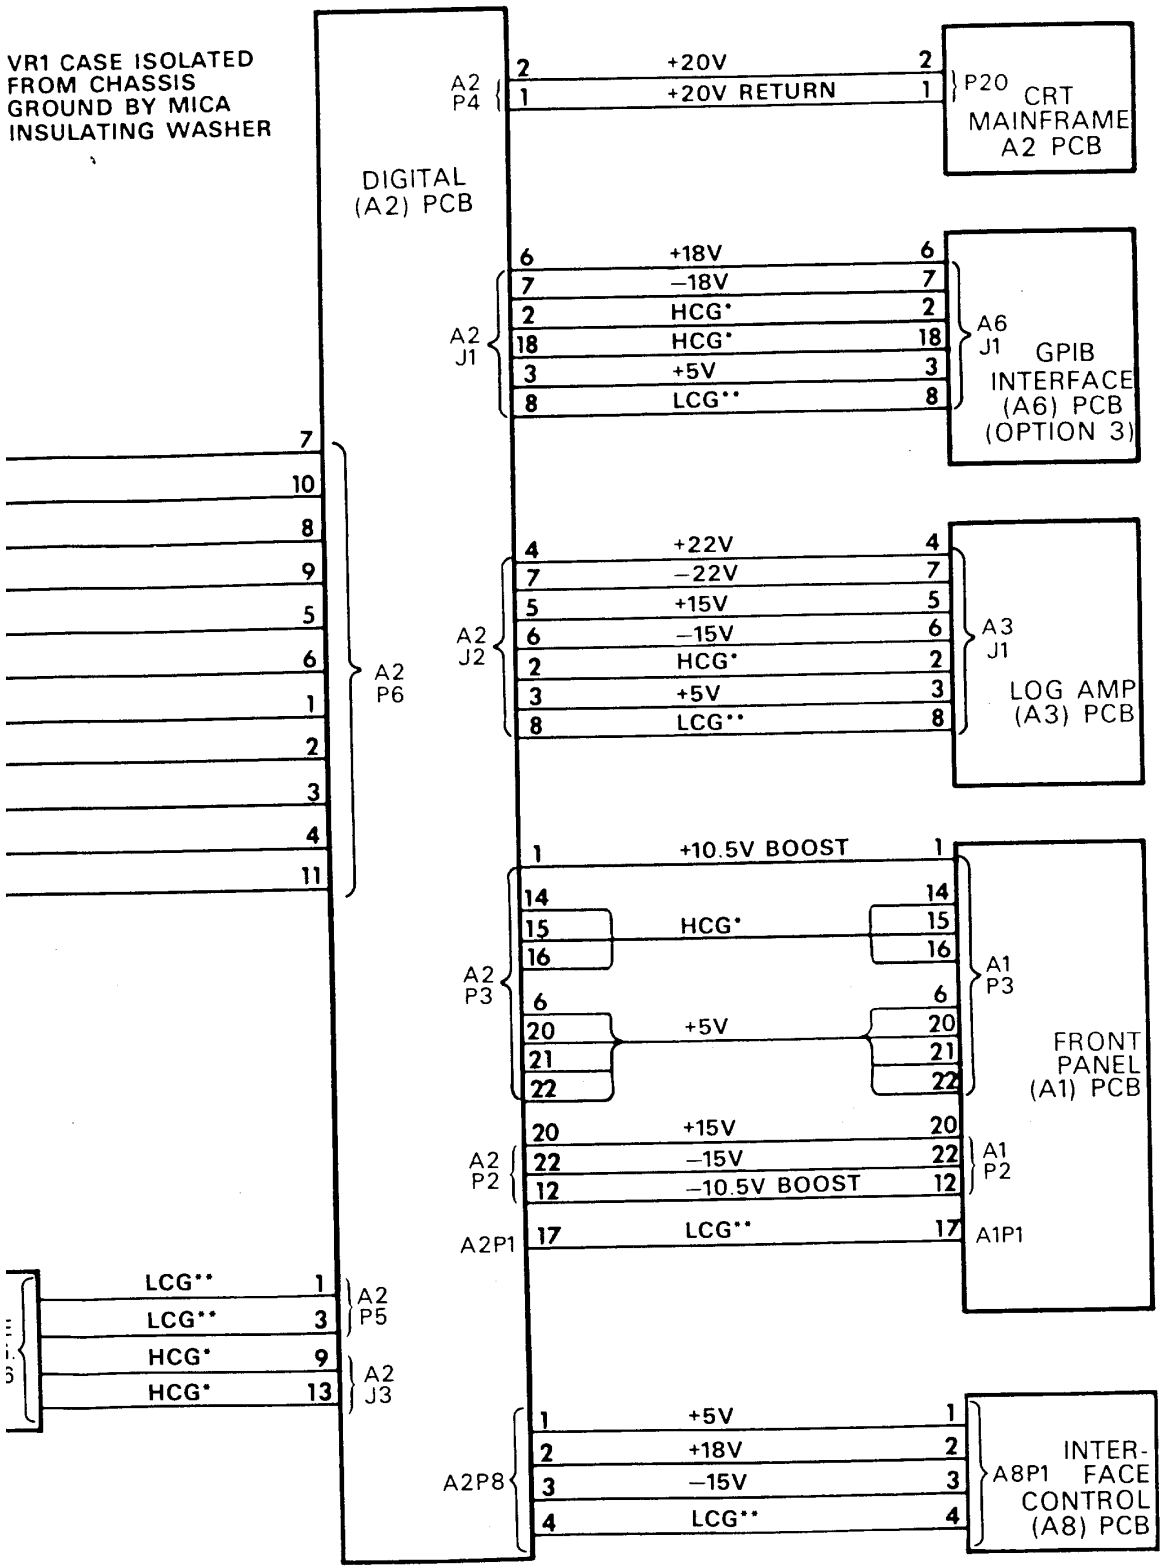 VR1 CASE ISOLATED
FROM CHASSIS
GROUND BY MICA
INSULATING WASHER
DIGITAL
(A2) PCB
A2
P4
2 +20V 2
1 +20V RETURN 1
P20
CRT
MAINFRAME
A2 PCB
A2
J1
6 +18V 6
7 –18V 7
2 HCG* 2
18 HCG* 18
3 +5V 3
8 LCG** 8
A6
J1
GPIB
INTERFACE
(A6) PCB
(OPTION 3)
7
10
8
9
5
6
1
2
3
4
11
A2
P6
A2
J2
4 +22V 4
7 –22V 7
5 +15V 5
6 –15V 6
2 HCG* 2
3 +5V 3
8 LCG** 8
A3
J1
LOG AMP
(A3) PCB
A2
P3
1 +10.5V BOOST 1
14 14
15 HCG* 15
16 16
6 6
20 +5V 20
21 21
22 22
A1
P3
FRONT
PANEL
(A1) PCB
A2
P2
20 +15V 20
22 –15V 22
12 –10.5V BOOST 12
A1
P2
A2P1 17 LCG** 17 A1P1
LCG** 1
LCG** 3
A2
P5
HCG* 9
HCG* 13
A2
J3
A2P8
1 +5V 1
2 +18V 2
3 –15V 3
4 LCG** 4
A8P1
INTER-
FACE
CONTROL
(A8) PCB